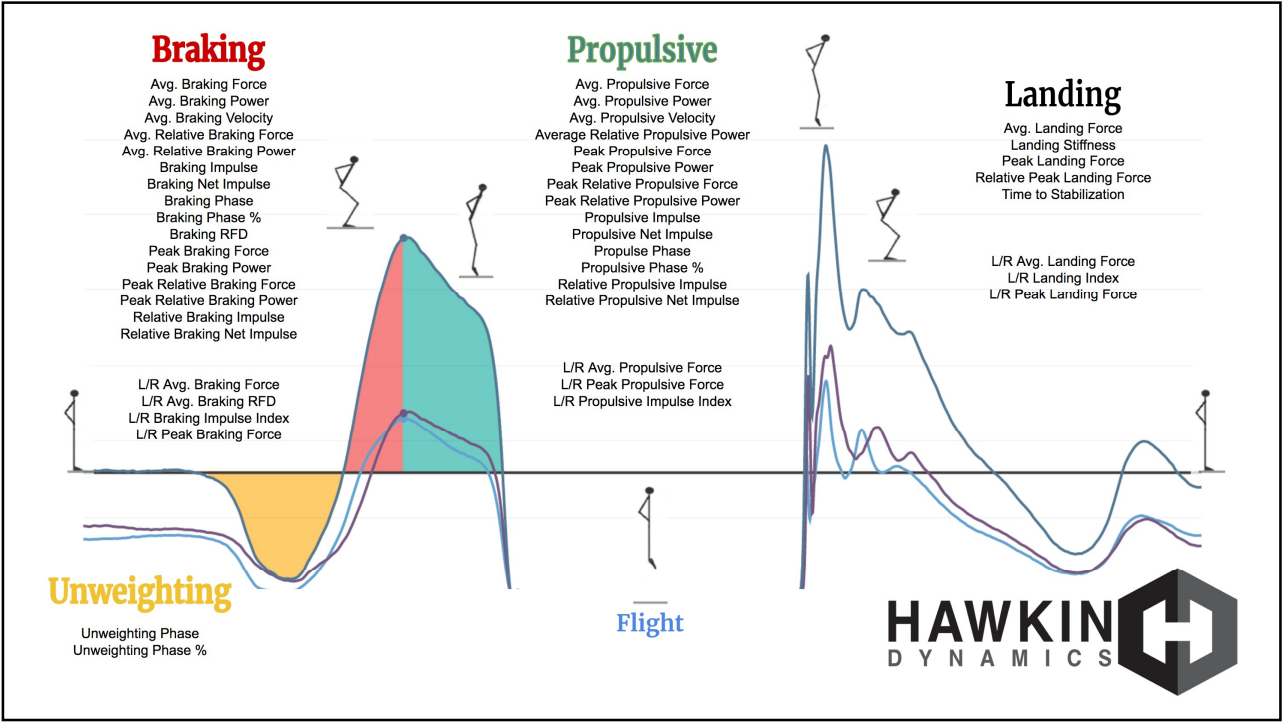 Braking
Avg. Braking Force
Avg. Braking Power
Avg. Braking Velocity
Avg. Relative Braking Force
Avg. Relative Braking Power
Braking Impulse
Braking Net Impulse
Braking Phase
Braking Phase %
Braking RFD
Peak Braking Force
Peak Braking Power
Peak Relative Braking Force
Peak Relative Braking Power
Relative Braking Impulse
Relative Braking Net Impulse
L/R Avg. Braking Force
L/R Avg. Braking RFD
L/R Braking Impulse Index
L/R Peak Braking Force
Propulsive
Avg. Propulsive Force
Avg. Propulsive Power
Avg. Propulsive Velocity
Average Relative Propulsive Power
Peak Propulsive Force
Peak Propulsive Power
Peak Relative Propulsive Force
Peak Relative Propulsive Power
Propulsive Impulse
Propulsive Net Impulse
Propulse Phase
Propulsive Phase %
Relative Propulsive Impulse
Relative Propulsive Net Impulse
L/R Avg. Propulsive Force
L/R Peak Propulsive Force
L/R Propulsive Impulse Index
Landing
Avg. Landing Force
Landing Stiffness
Peak Landing Force
Relative Peak Landing Force
Time to Stabilization
L/R Avg. Landing Force
L/R Landing Index
L/R Peak Landing Force
Unweighting
Unweighting Phase
Unweighting Phase %
Flight
HAWKIN
DYNAMICS